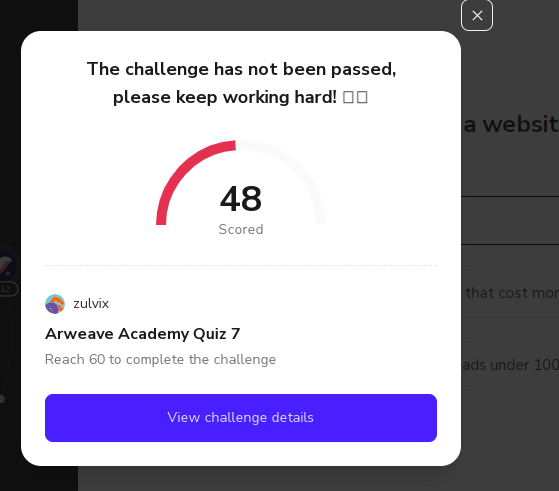 The challenge has not been passed,
please keep working hard!
a websit
48
Scored
that cost mor
zulvix
Arweave Academy Quiz 7
Reach 60 to complete the challenge
ads under 100
View challenge details